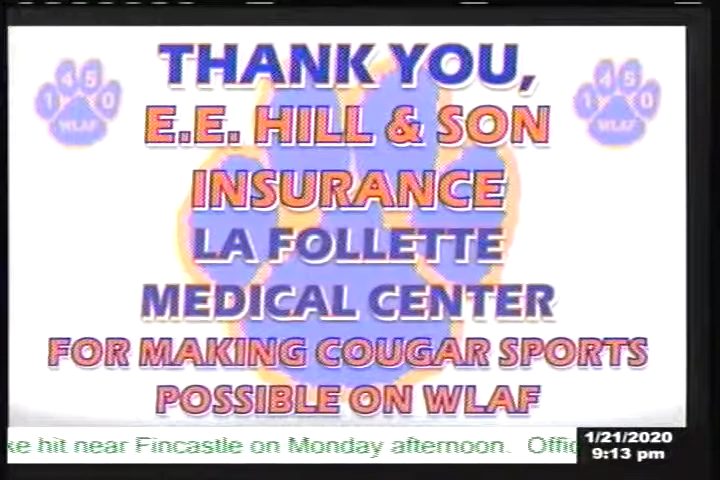 THANK YOU,
1450
WLAF
1450
WLAF
E.E. HILL & SON
INSURANCE
LA FOLLETTE
MEDICAL CENTER
FOR MAKING COUGAR SPORTS
POSSIBLE ON WLAF
hit near Fincastle on Monday afternoon.
1/21/2020
9:13 pm